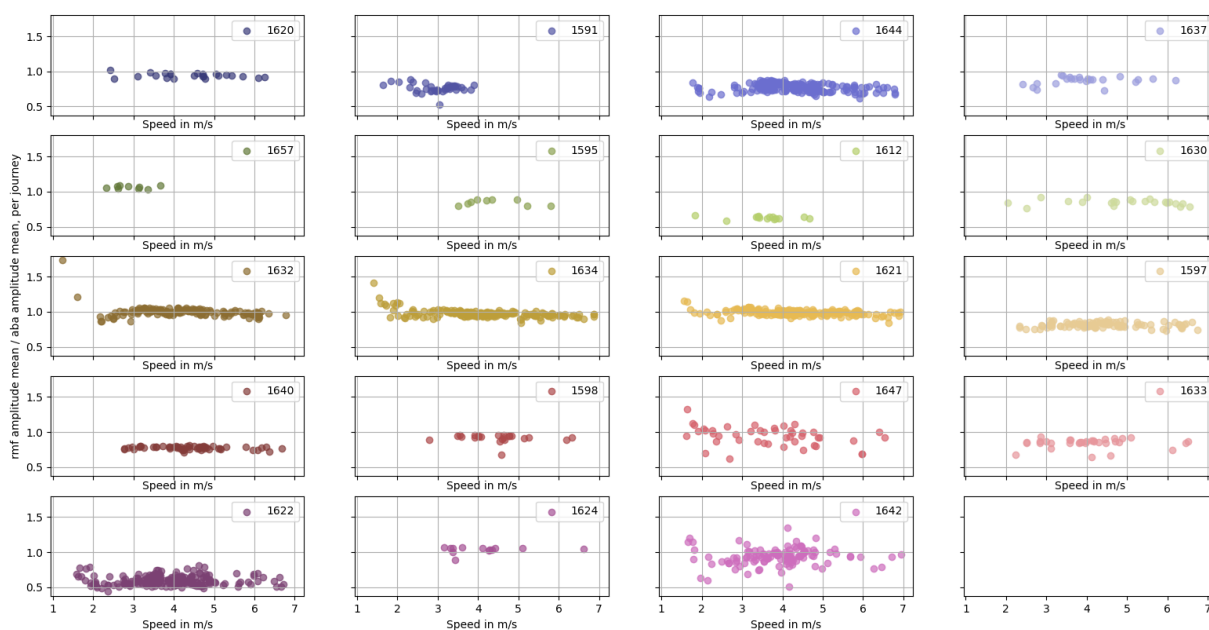 1620
1591
1644
1637
1.5
1.0
0.5
Speed in m/s
Speed in m/s
Speed in m/s
Speed in m/s
1657
1595
1612
1630
1.5
1.0
0.5
Speed in m/s
Speed in m/s
Speed in m/s
Speed in m/s
rmf amplitude mean / aba amplitude mean, per journey
1632
1634
1621
1597
1.5
1.0
0.5
Speed in m/s
Speed in m/s
Speed in m/s
Speed in m/s
1640
1598
1647
1633
1.5
1.0
0.5
Speed in m/s
Speed in m/s
Speed in m/s
Speed in m/s
1622
1624
1642
1.5
1.0
0.5
1 2 3 4 5 6 7
1 2 3 4 5 6 7
1 2 3 4 5 6 7
1 2 3 4 5 6 7
Speed in m/s
Speed in m/s
Speed in m/s